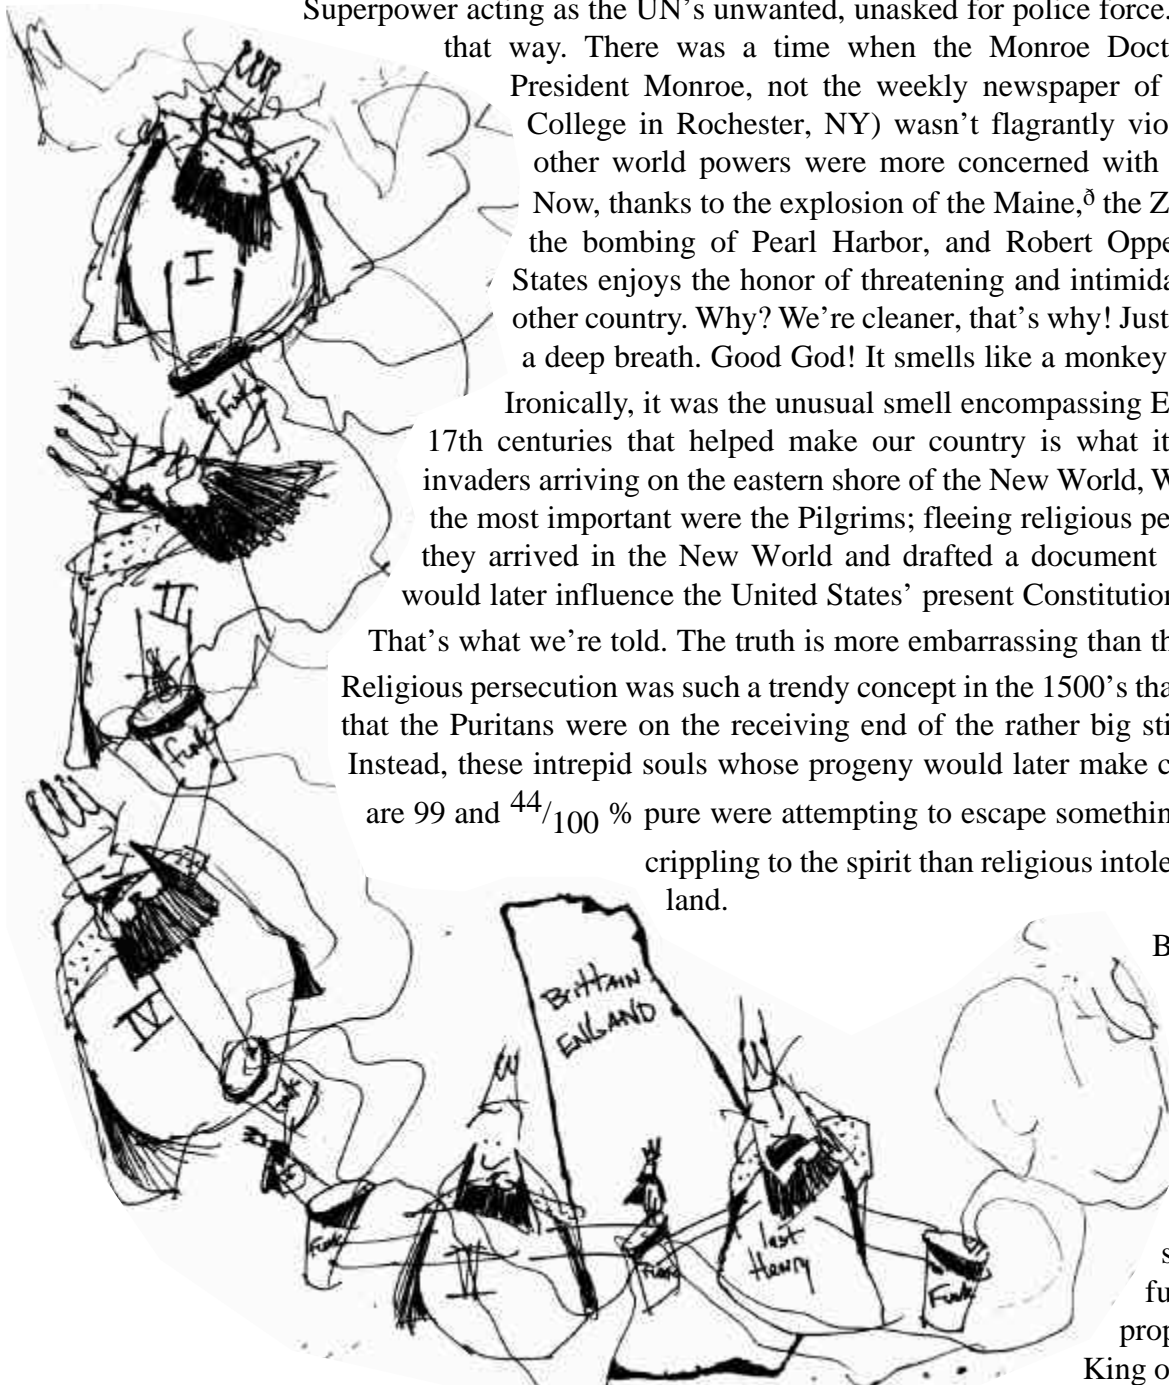 Superpower acting as the UN’s unwanted, unasked for police force.
that way. There was a time when the Monroe Doct
President Monroe, not the weekly newspaper of
College in Rochester, NY) wasn’t flagrantly vio
other world powers were more concerned with
Now, thanks to the explosion of the Maine,ð the Z
the bombing of Pearl Harbor, and Robert Oppe
States enjoys the honor of threatening and intimida
other country. Why? We’re cleaner, that’s why! Just
a deep breath. Good God! It smells like a monkey
Ironically, it was the unusual smell encompassing E
17th centuries that helped make our country is what it
invaders arriving on the eastern shore of the New World, W
the most important were the Pilgrims; fleeing religious pe
they arrived in the New World and drafted a document
would later influence the United States’ present Constitution
That’s what we’re told. The truth is more embarrassing than th
Religious persecution was such a trendy concept in the 1500’s tha
that the Puritans were on the receiving end of the rather big sti
Instead, these intrepid souls whose progeny would later make c
are 99 and 44/100 % pure were attempting to escape somethin
crippling to the spirit than religious intole
land.
B
s
fu
prop
King o
I
Funk
II
Funk
IV
Brittain
ENGLAND
Funk
last
Henry
Funk